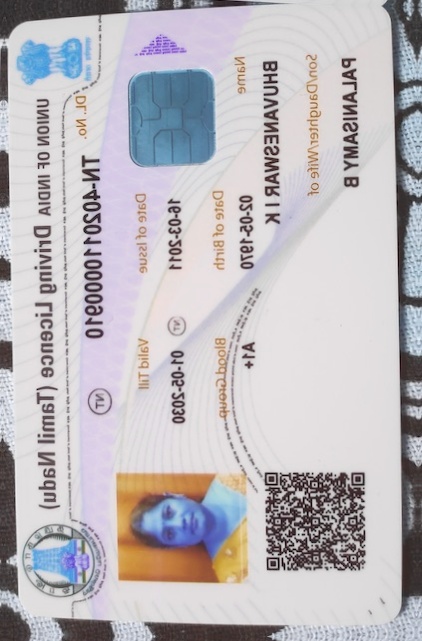 UNION OF INDIA Driving Licence (Tamil Nadu)
DL. No.
TN-4020110000910
NT
16-03-2011
Date of Issue
NT
01-05-2030
Valid Till
02-05-1970
Date of Birth
A1+
Blood Group
Name
BHUVANESWARI K
Son/Daughter/Wife of
PALANISAMY B